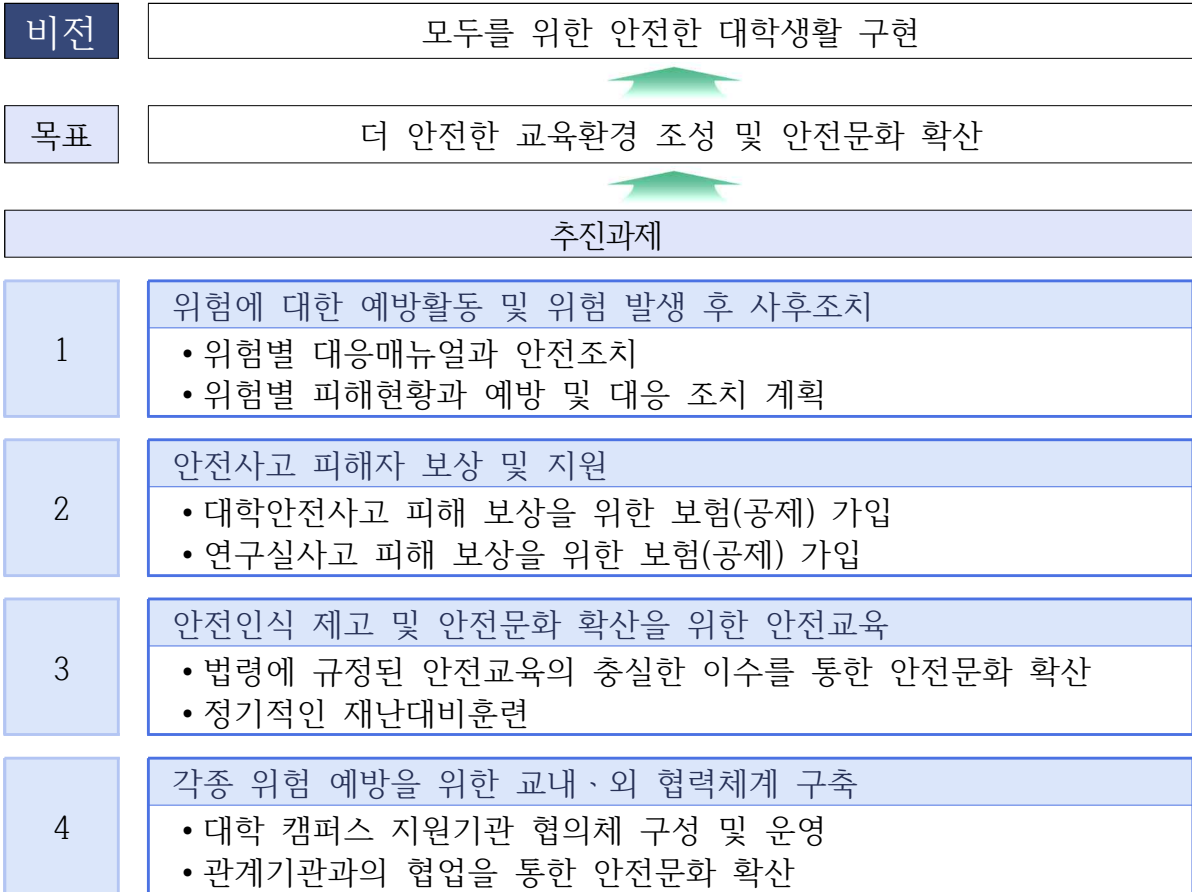 비전
모두를 위한 안전한 대학생활 구현
목표
더 안전한 교육환경 조성 및 안전문화 확산
추진과제
1
위험에 대한 예방활동 및 위험 발생 후 사후조치
•위험별 대응매뉴얼과 안전조치
•위험별 피해현황과 예방 및 대응 조치 계획
2
안전사고 피해자 보상 및 지원
•대학안전사고 피해 보상을 위한 보험(공제) 가입
•연구실사고 피해 보상을 위한 보험(공제) 가입
3
안전인식 제고 및 안전문화 확산을 위한 안전교육
•법령에 규정된 안전교육의 충실한 이수를 통한 안전문화 확산
•정기적인 재난대비훈련
4
각종 위험 예방을 위한 교내ㆍ외 협력체계 구축
•대학 캠퍼스 지원기관 협의체 구성 및 운영
•관계기관과의 협업을 통한 안전문화 확산